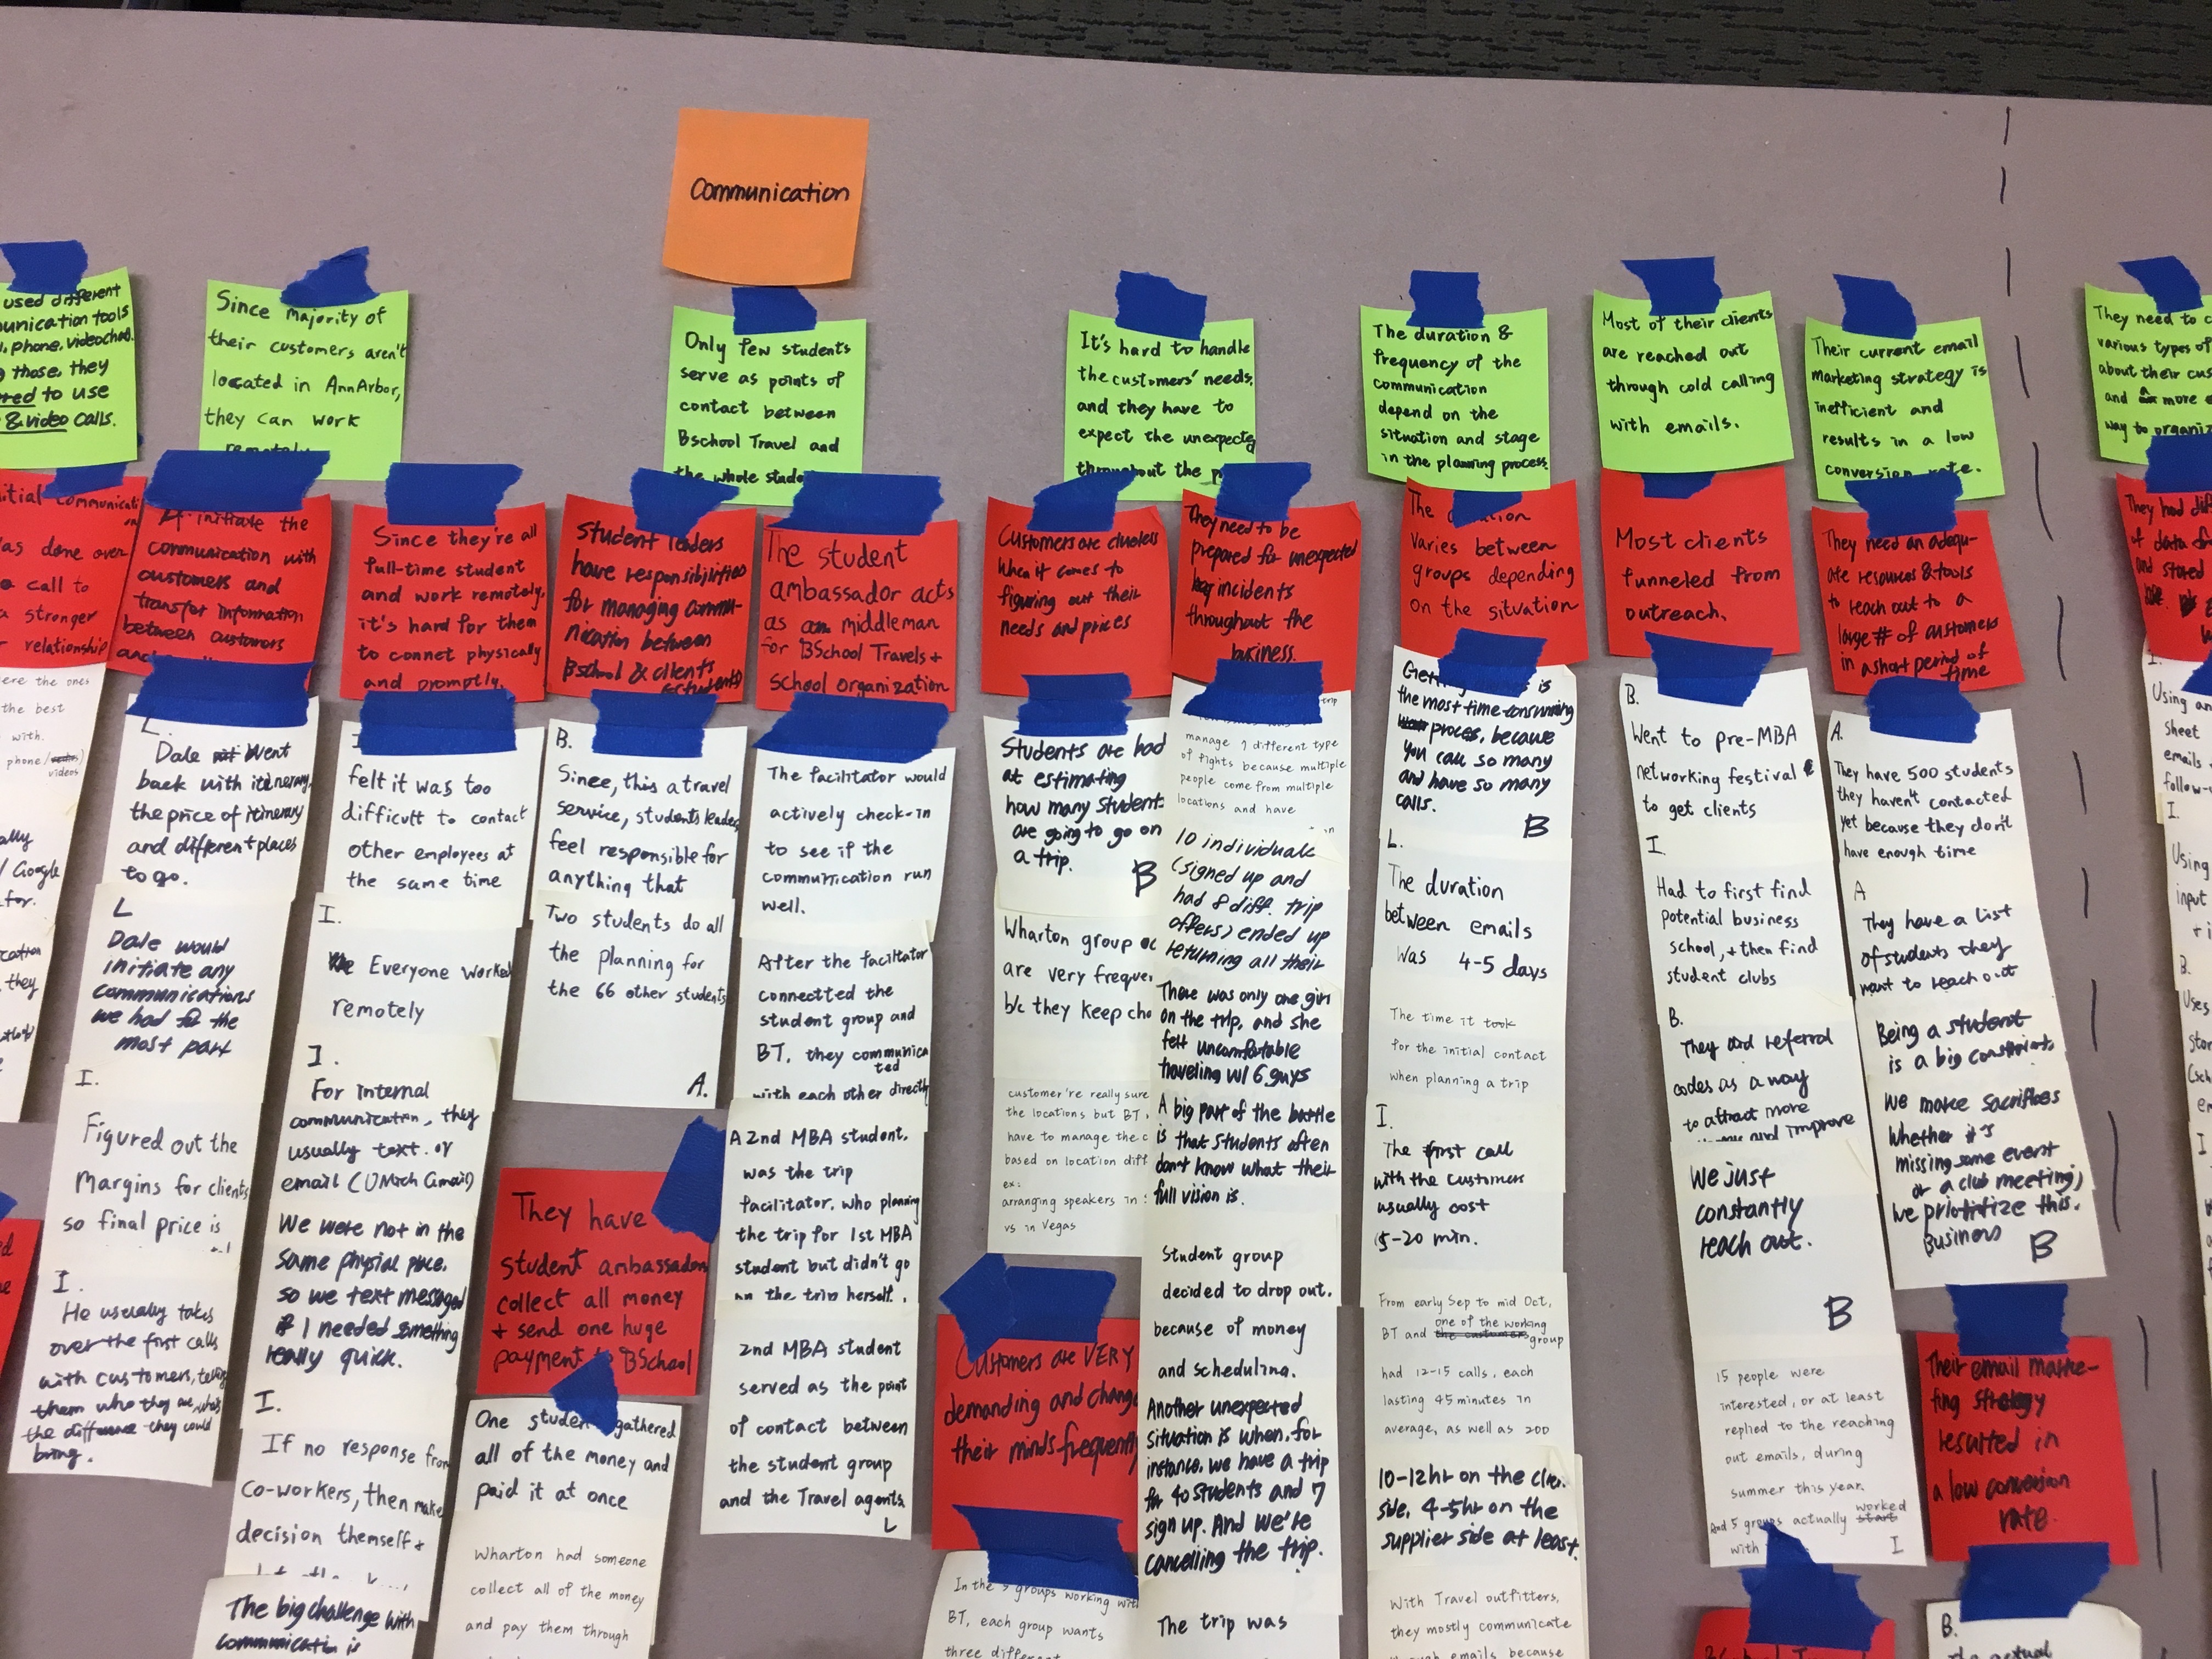 Communication
used different
unication tools
phone, videochat.
those, they
to use
& video calls.
Since majority of
their customers aren't
located in AnnArbor,
they can work
remotely
Only few students
serve as points of
contact between
Bschool Travel and
the whole
It's hard to handle
the customers' needs,
and they have to
expect the unexpected
throughout the
The duration &
frequency of the
communication
depend on the
situation and stage
in the planning process.
Most of their clients
are reached out
through cold calling
with emails.
Their current email
marketing strategy is
inefficient and
results in a low
conversion rate.
They need to
various types of
about their
and more
way to
initial communication
was done over
call to
a stronger
relationship
initiate the
communication with
customers and
transfer information
between customers
and
Since they're all
full-time student
and work remotely,
it's hard for them
to connet physically
and promptly.
Student leaders
have responsibilities
for managing commu-
nication between
Bschool & clients.
(students)
The student
ambassador acts
as a middleman
for BSchool Travels +
school organization
Customers are clueless
when it comes to
figuring out their
needs and prices
They need to be
prepared for unexpected
incidents
throughout the
business.
The duration
varies between
groups depending
on the situation
Most clients
funneled from
outreach.
They need an adequ-
ate resources & tools
to reach out to a
large # of customers
in a short period of
time
They had
of data
and stored
ere the ones
the best
with.
phone/
videos
ally
Google
for.
they
L.
Dale went
back with itinerary,
the price of itinerary
and different places
to go.
L
Dale would
initiate any
communications
we had for the
most part
I.
Figured out the
Margins for clients
so final price is
I.
He usually takes
over the first calls
with customers, telling
them who they are, what's
the difference they could
bring.
I
felt it was too
difficult to contact
other employees at
the same time
I.
Everyone worked
remotely
I.
For internal
communication, they
usually text or
email (UMich Gmail)
We were not in the
same physical place,
so we text messaged
if I needed something
really quick.
I.
If no response from
co-workers, then make
decision themself +
The big challenge with
communication is
B.
Since, this a travel
service, students leaders
feel responsible for
anything that
Two students do all
the planning for
the 66 other students
A.
They have
student ambassadors
collect all money
+ send one huge
payment to BSchool
One student gathered
all of the money and
paid it at once
Wharton had someone
collect all of the money
and pay them through
The facilitator would
actively check-in
to see if the
communication run
well.
After the facilitator
connectted the
student group and
BT, they communica
ted
with each other directly
A 2nd MBA student.
was the trip
facilitator. who planning
the trip for 1st MBA
student but didn't go
on the trip herself.
2nd MBA student
served as the point
of contact between
the student group
and the Travel agents.
L
Students are bad
at estimating
how many student
are going to go on
a trip.
B
Wharton group
are very
b/c they keep
customer're really sure
the locations but BT
have to manage the
based on location
ex:
arranging speakers in
vs in Vegas
Customers are VERY
demanding and change
their minds frequently
In the groups working with
BT, each group wants
three different
trip
manage 7 different type
of fights because multiple
people come from multiple
locations and have
10 individuals
(signed up and
had 8 diff. trip
offers) ended up
returning all their
There was only one girl
on the trip, and she
felt uncomfortable
traveling w/ 6 guys
A big part of the battle
is that students often
don't know what their
full vision is.
Student group
decided to drop out.
because of money
and scheduling.
Another unexpected
situation is when, for
instance, we have a trip
for 40 students and 7
sign up. And we're
cancelling the trip.
The trip was
is
the most time-consuming
process, because
you call so many
and have so many
calls.
B
L.
The duration
between emails
was 4-5 days
The time it took
for the initial contact
when planning a trip
I.
The first call
with the customers
usually cost
15-20 min.
From early Sep to mid Oct,
one of the working
BT and the customers group
had 12-15 calls, each
lasting 45 minutes in
average, as well as 200
10-12hr on the
side, 4-5hr on the
supplier side at least.
With Travel outfitters,
they mostly communicate
through emails because
B.
Went to pre-MBA
networking festival
to get clients
I.
Had to first find
potential business
school, + then find
student clubs
B.
They add referral
codes as a way
to attract more
and improve
We just
constantly
reach out.
B
15 people were
interested, or at least
replied to the reaching
out emails, during
summer this year.
worked
And 5 groups actually start
with
I
A.
They have 500 students
they haven't contacted
yet because they don't
have enough time
A
They have a list
of students they
want to reach out
Being a student
is a big constraint.
We make sacrifices
whether it's
missing some event
or a club meeting,
we prioritize this.
Business
B
Their email marke-
ting strategy
resulted in
a low conversion
rate.
B.
the actual
I.
Using an
sheet
emails
follow-
I.
Using
input
B.
Uses